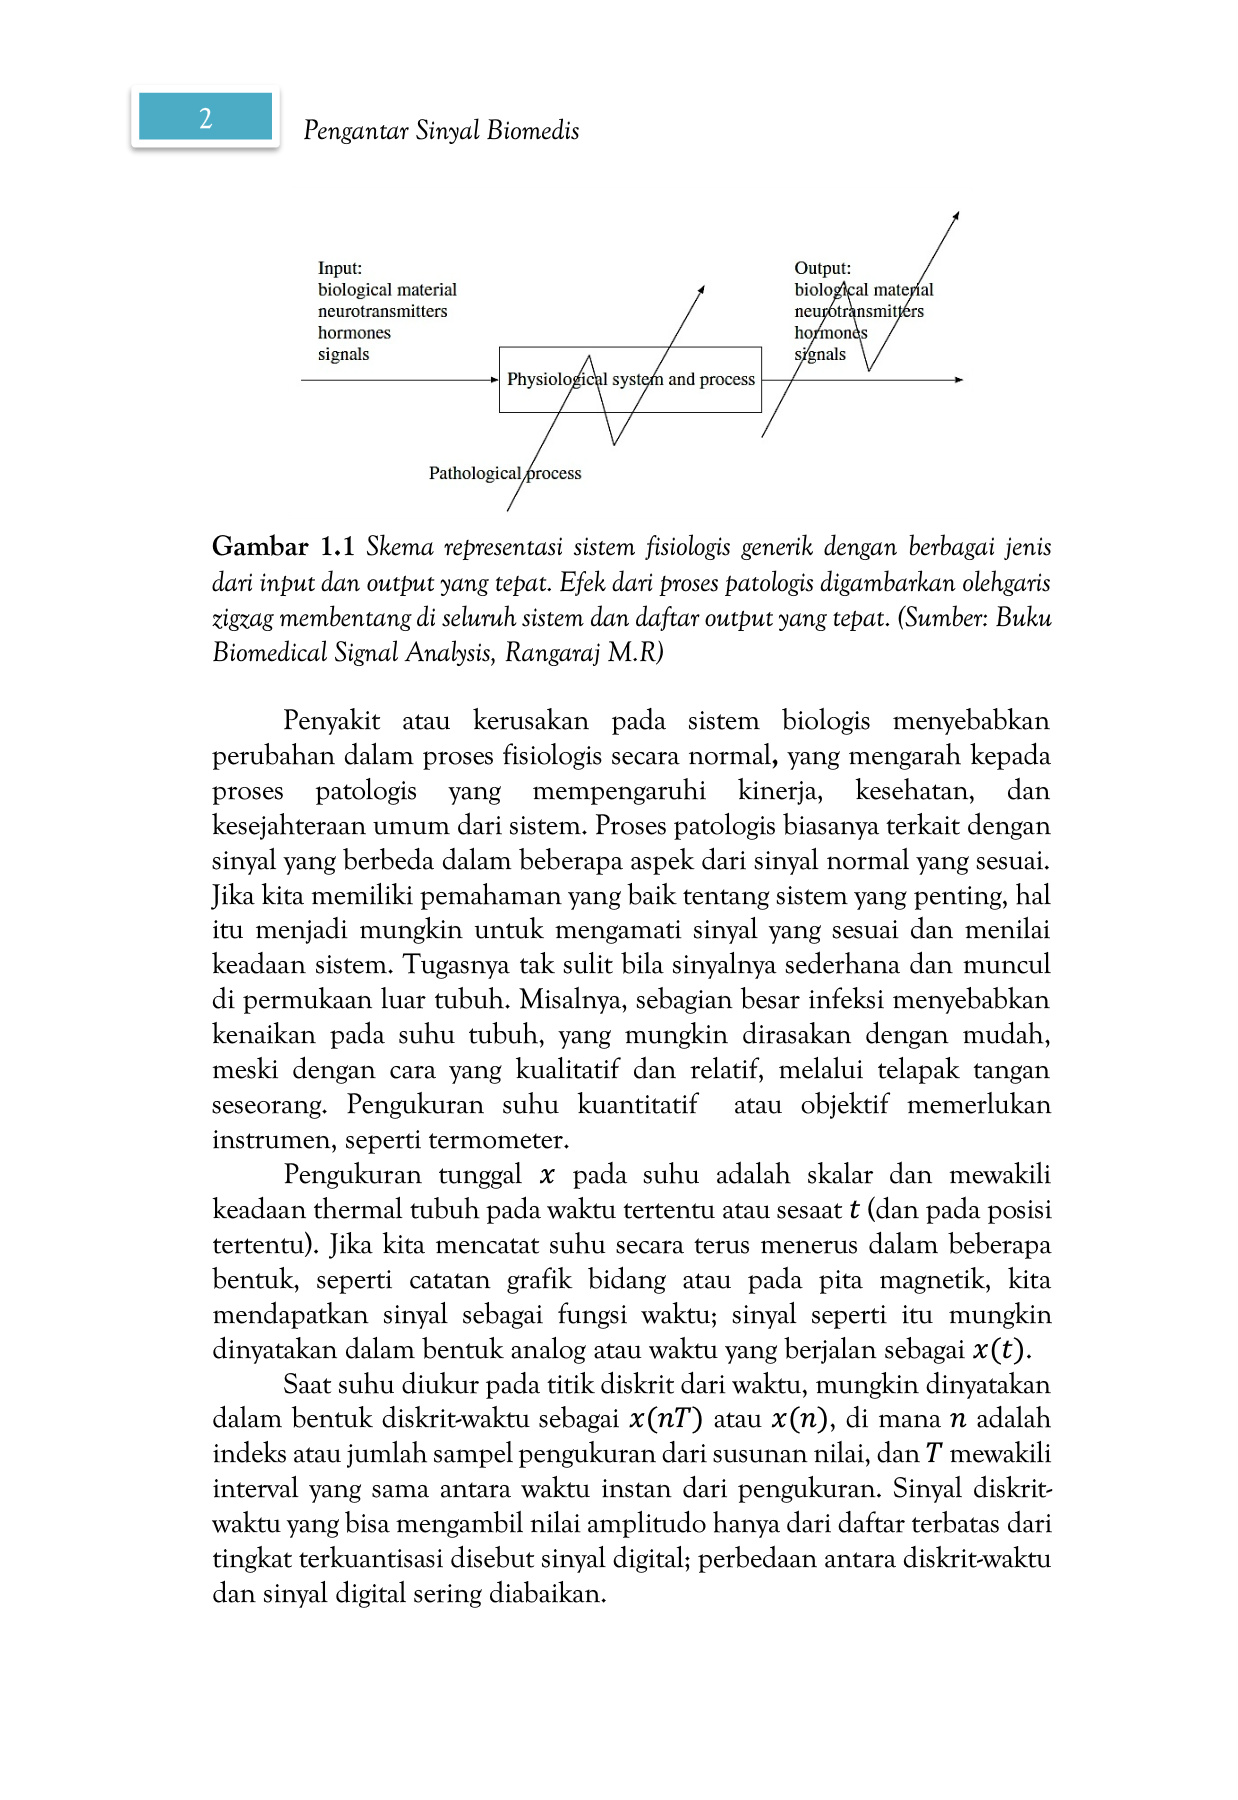 2
Pengantar Sinyal Biomedis
Input:
biological material
neurotransmitters
hormones
signals
Output:
biological material
neurotransmitters
hormones
signals
Physiological system and process
Pathological process
Gambar 1.1 Skema representasi sistem fisiologis generik dengan berbagai jenis
dari input dan output yang tepat. Efek dari proses patologis digambarkan olehgaris
zigzag membentang di seluruh sistem dan daftar output yang tepat. (Sumber: Buku
Biomedical Signal Analysis, Rangaraj M.R)
Penyakit atau kerusakan pada sistem biologis menyebabkan
perubahan dalam proses fisiologis secara normal, yang mengarah kepada
proses patologis yang mempengaruhi kinerja, kesehatan, dan
kesejahteraan umum dari sistem. Proses patologis biasanya terkait dengan
sinyal yang berbeda dalam beberapa aspek dari sinyal normal yang sesuai.
Jika kita memiliki pemahaman yang baik tentang sistem yang penting, hal
itu menjadi mungkin untuk mengamati sinyal yang sesuai dan menilai
keadaan sistem. Tugasnya tak sulit bila sinyalnya sederhana dan muncul
di permukaan luar tubuh. Misalnya, sebagian besar infeksi menyebabkan
kenaikan pada suhu tubuh, yang mungkin dirasakan dengan mudah,
meski dengan cara yang kualitatif dan relatif, melalui telapak tangan
seseorang. Pengukuran suhu kuantitatif atau objektif memerlukan
instrumen, seperti termometer.
Pengukuran tunggal x pada suhu adalah skalar dan mewakili
keadaan thermal tubuh pada waktu tertentu atau sesaat t (dan pada posisi
tertentu). Jika kita mencatat suhu secara terus menerus dalam beberapa
bentuk, seperti catatan grafik bidang atau pada pita magnetik, kita
mendapatkan sinyal sebagai fungsi waktu; sinyal seperti itu mungkin
dinyatakan dalam bentuk analog atau waktu yang berjalan sebagai x(t).
Saat suhu diukur pada titik diskrit dari waktu, mungkin dinyatakan
dalam bentuk diskrit-waktu sebagai x(nT) atau x(n), di mana n adalah
indeks atau jumlah sampel pengukuran dari susunan nilai, dan T mewakili
interval yang sama antara waktu instan dari pengukuran. Sinyal diskrit-
waktu yang bisa mengambil nilai amplitudo hanya dari daftar terbatas dari
tingkat terkuantisasi disebut sinyal digital; perbedaan antara diskrit-waktu
dan sinyal digital sering diabaikan.